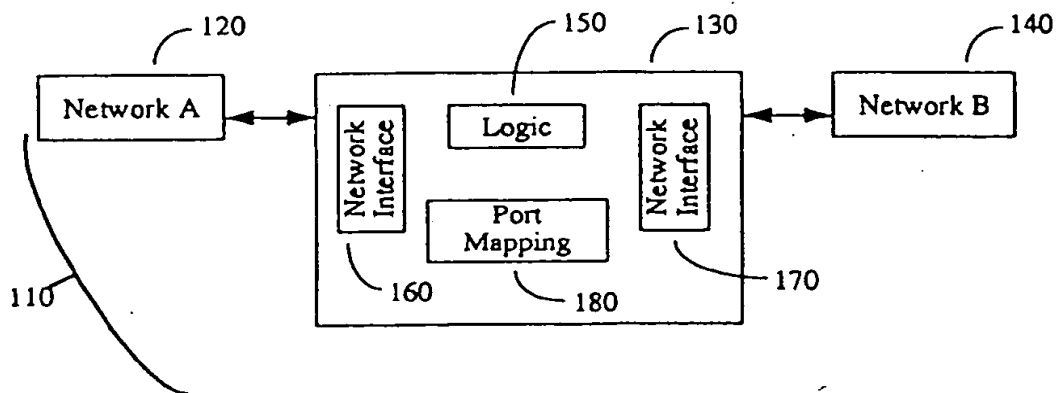 120
150
130
140
Network A
Network B
Logic
Network
Interface
Network
Interface
Port
Mapping
110
160
180
170